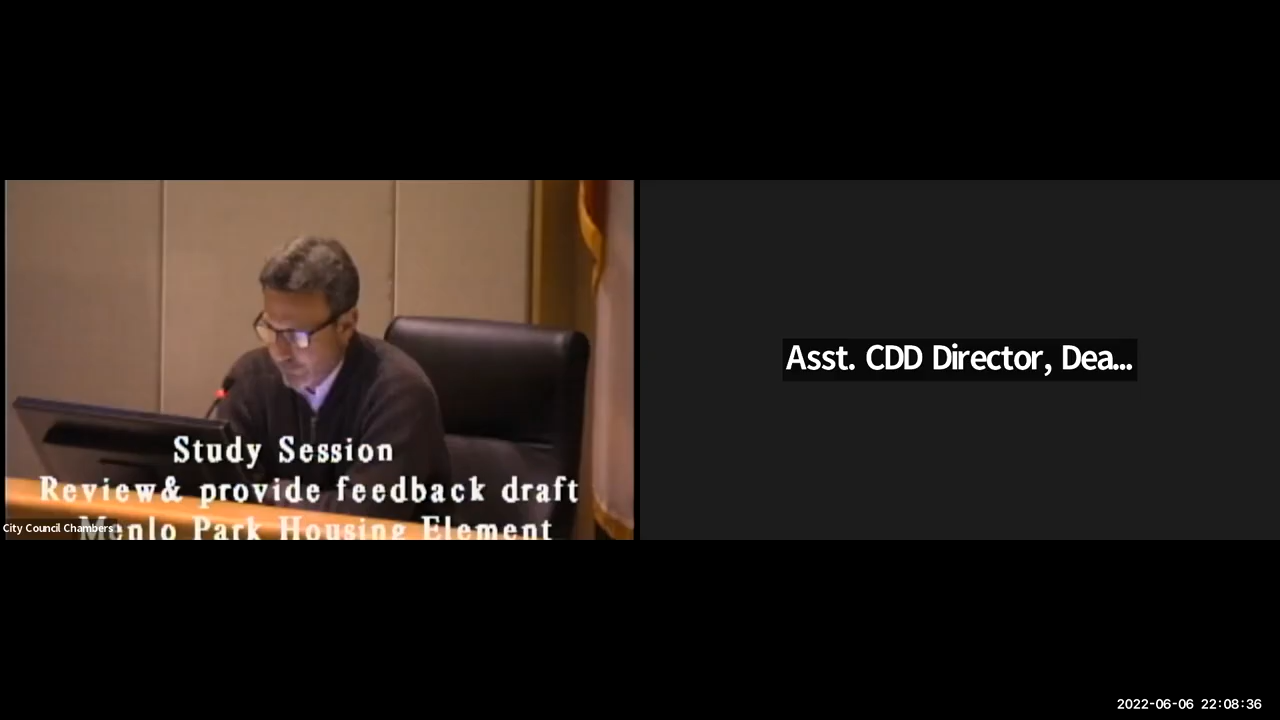 Study Session
Review& provide feedback draft
Menlo Park Housing Element
City Council Chambers
Asst. CDD Director, Dea...
2022-06-06 22:08:36